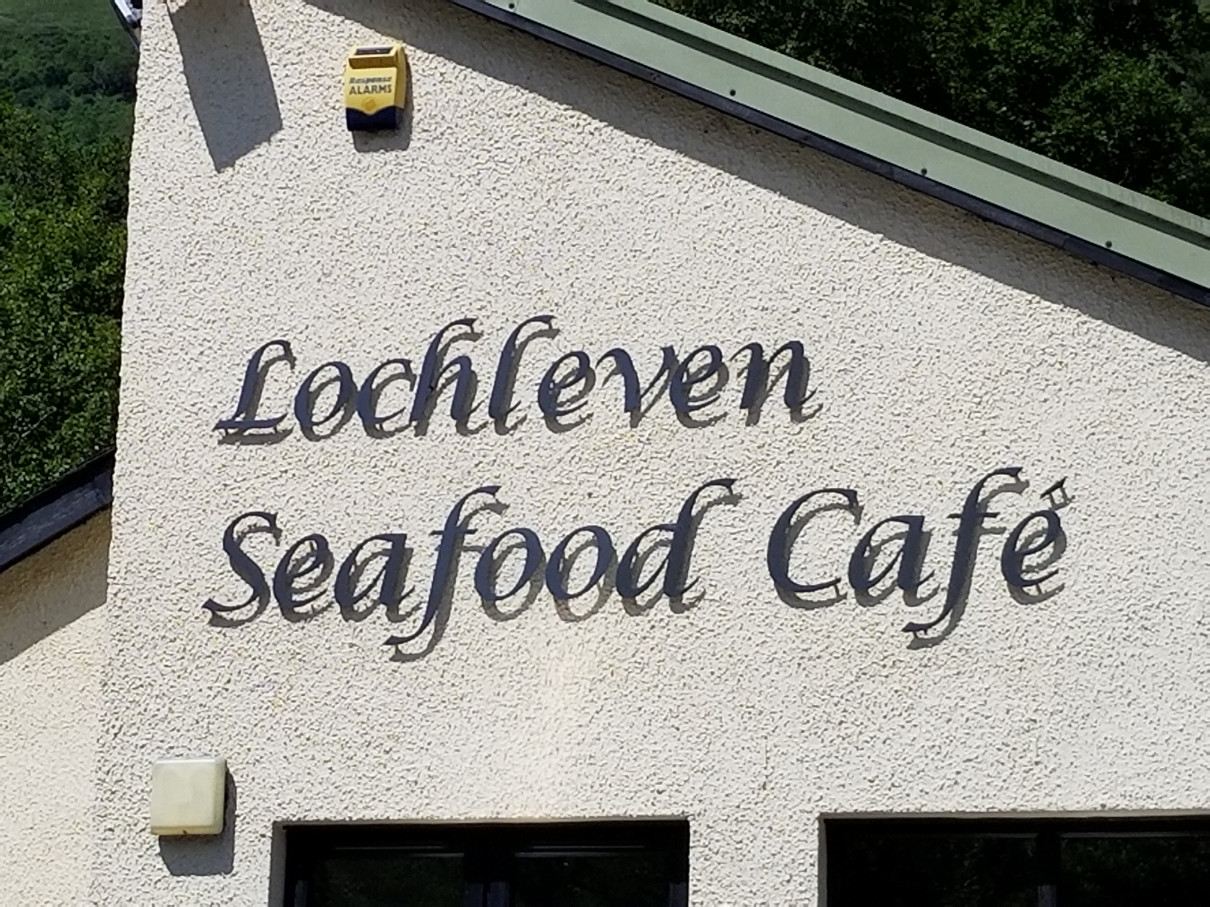 Response
ALARMS
Lochleven
Seafood Café